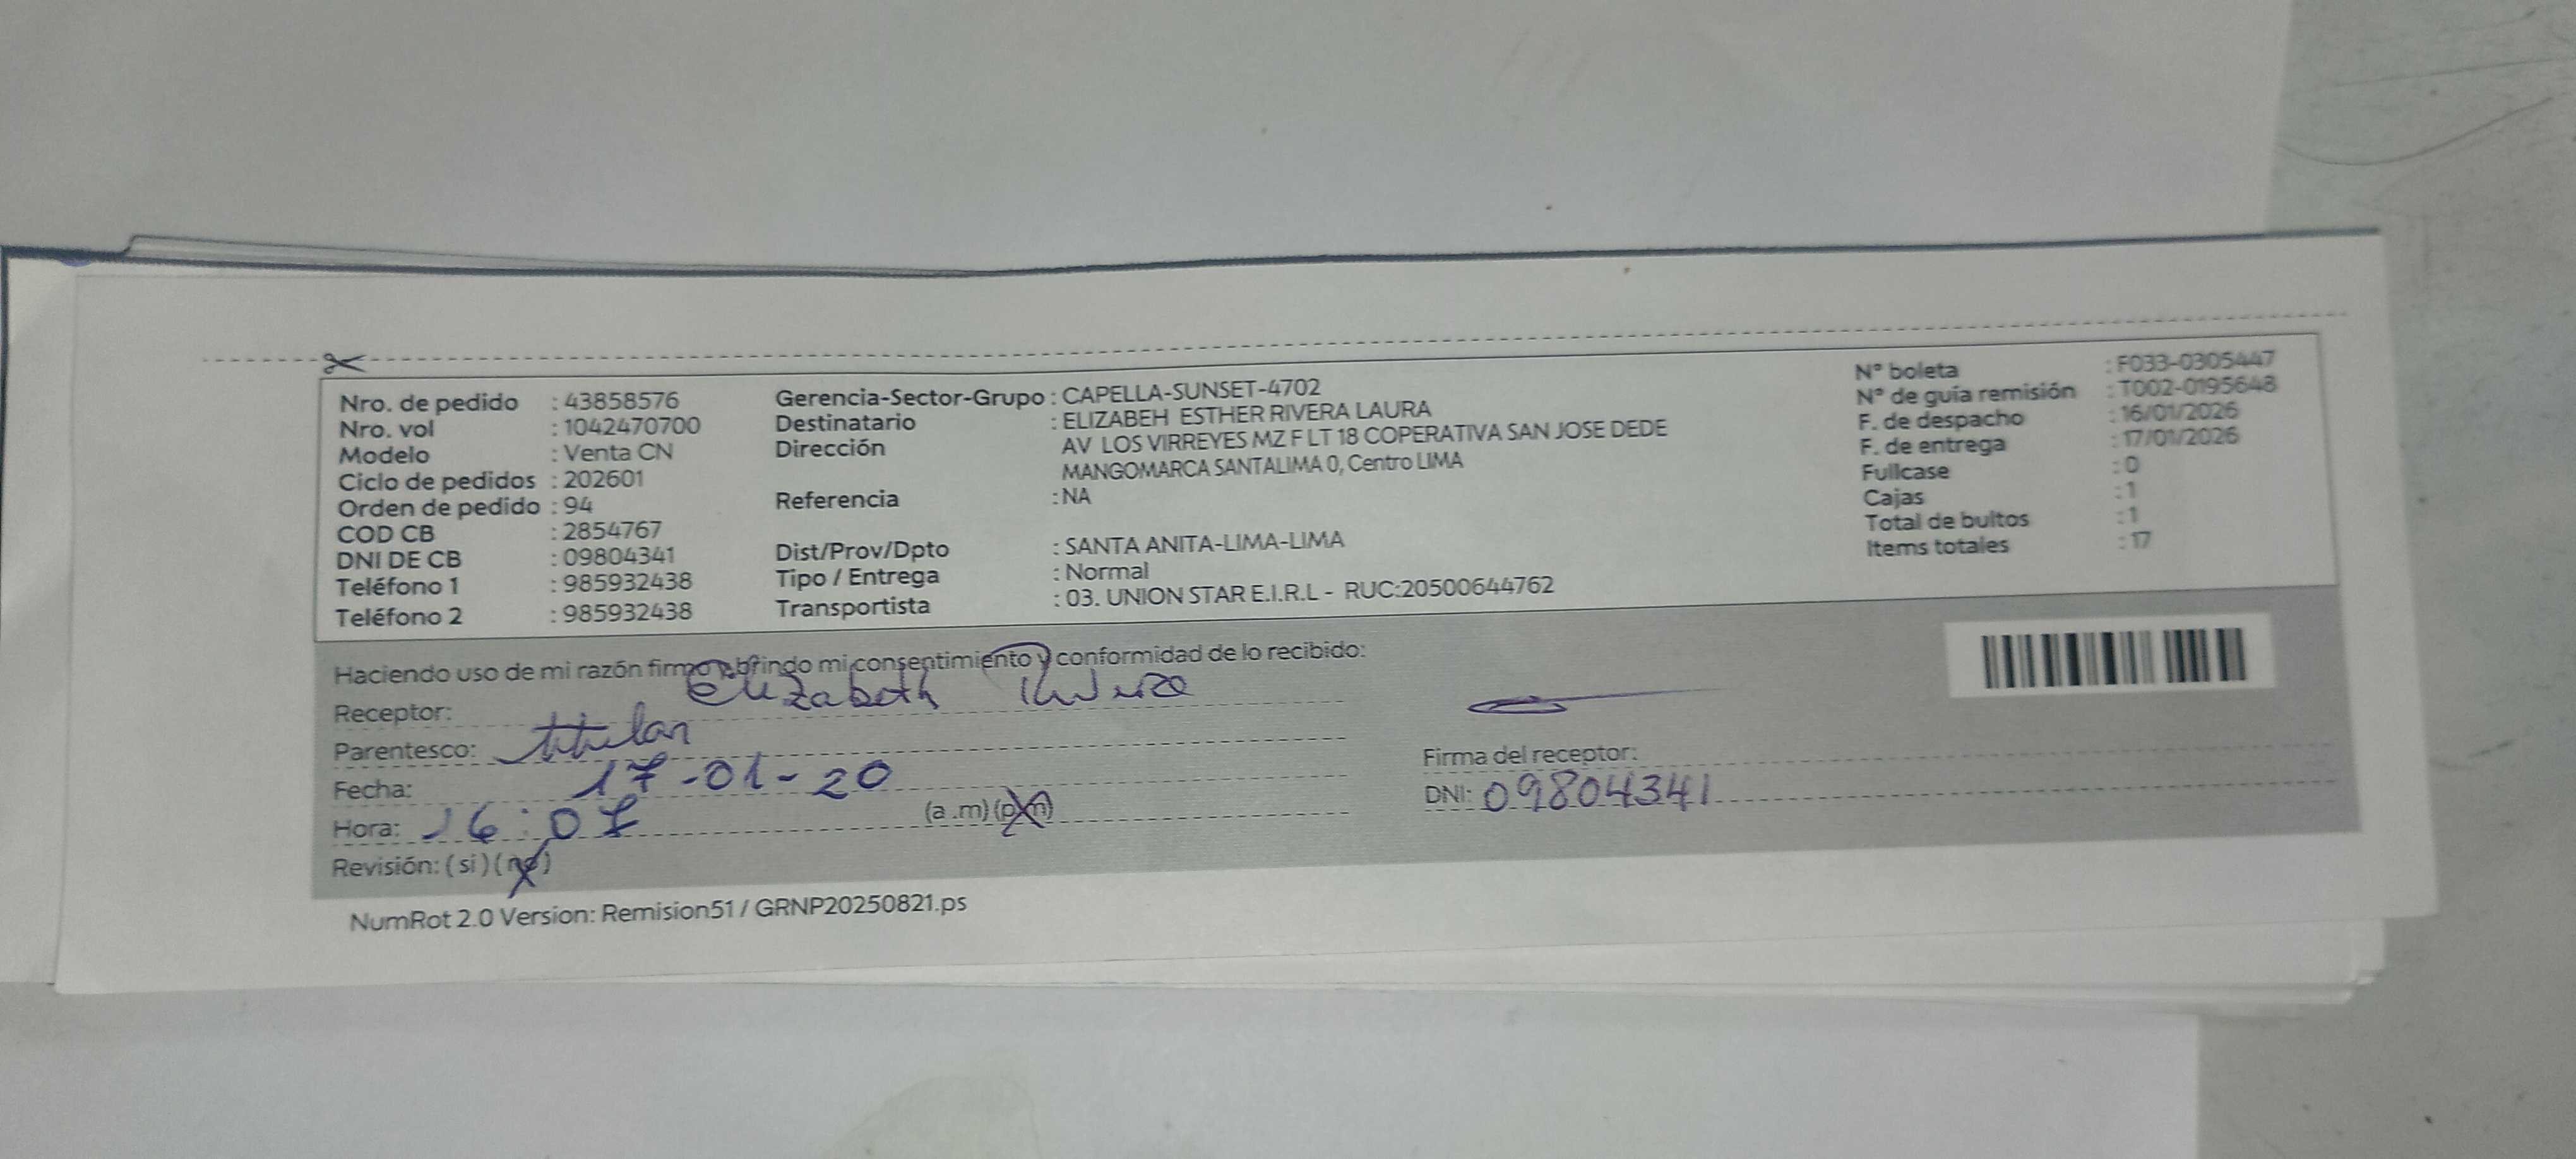 Nro. de pedido : 43858576
Nro. vol : 1042470700
Modelo : Venta CN
Ciclo de pedidos : 202601
Orden de pedido : 94
COD CB : 2854767
DNI DE CB : 09804341
Teléfono 1 : 985932438
Teléfono 2 : 985932438
Gerencia-Sector-Grupo : CAPELLA-SUNSET-4702
Destinatario : ELIZABEH ESTHER RIVERA LAURA
Dirección AV LOS VIRREYES MZ F LT 18 COPERATIVA SAN JOSE DEDE
MANGOMARCA SANTALIMA 0, Centro LIMA
Referencia : NA
Dist/Prov/Dpto : SANTA ANITA-LIMA-LIMA
Tipo / Entrega : Normal
Transportista : 03. UNION STAR E.I.R.L - RUC:20500644762
N° boleta : F033-0305447
N° de guía remisión : T002-0195648
F. de despacho : 16/01/2026
F. de entrega : 17/01/2026
Fullcase : 0
Cajas : 1
Total de bultos : 1
Items totales : 17
Haciendo uso de mi razón firmo y brindo mi consentimiento y conformidad de lo recibido:
Receptor: Elizabeth Rivera
Parentesco: titular
Fecha: 17-01-20
Hora: 16:07 (a .m) (p.m)
Revisión: ( si ) ( no )
Firma del receptor:
DNI: 09804341
NumRot 2.0 Version: Remision51 / GRNP20250821.ps